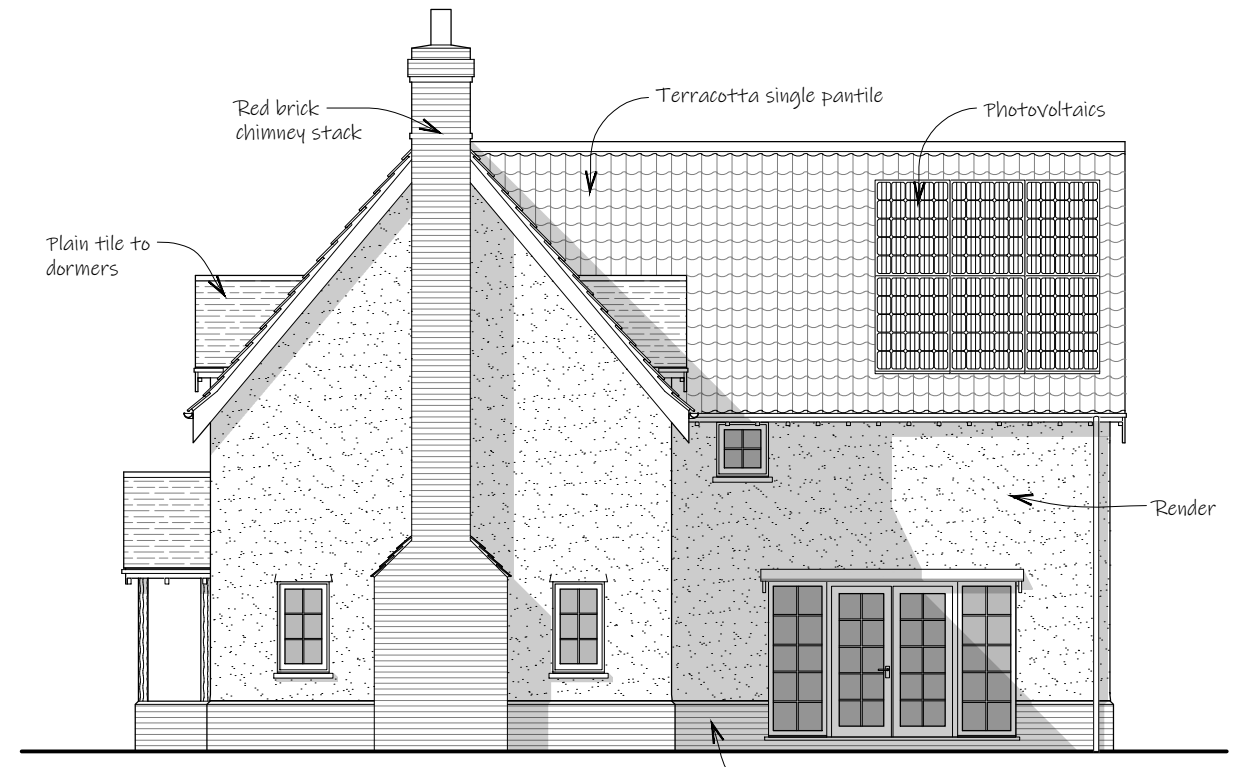 Red brick
chimney stack
Terracotta single pantile
Photovoltaics
Plain tile to
dormers
Render